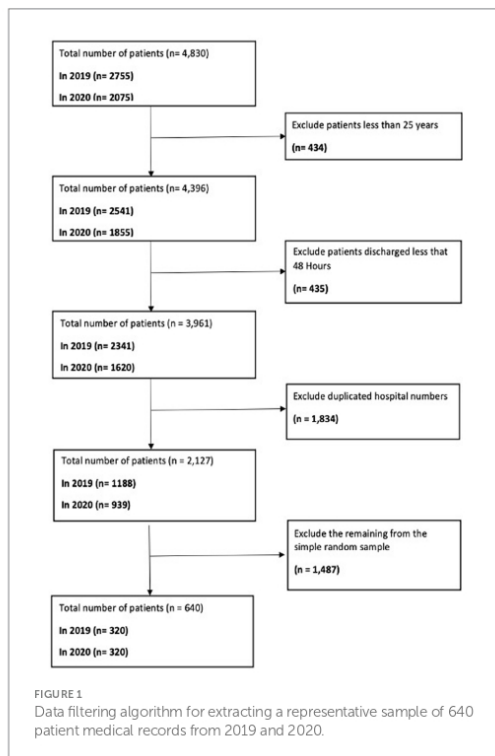 Total number of patients (n= 4,830)
In 2019 (n= 2755)
In 2020 (n= 2075)
Exclude patients less than 25 years
(n= 434)
Total number of patients (n= 4,396)
In 2019 (n= 2541)
In 2020 (n= 1855)
Exclude patients discharged less that
48 Hours
(n= 435)
Total number of patients (n = 3,961)
In 2019 (n= 2341)
In 2020 (n= 1620)
Exclude duplicated hospital numbers
(n = 1,834)
Total number of patients (n = 2,127)
In 2019 (n= 1188)
In 2020 (n= 939)
Exclude the remaining from the
simple random sample
(n = 1,487)
Total number of patients (n = 640)
In 2019 (n= 320)
In 2020 (n= 320)
FIGURE 1
Data filtering algorithm for extracting a representative sample of 640
patient medical records from 2019 and 2020.